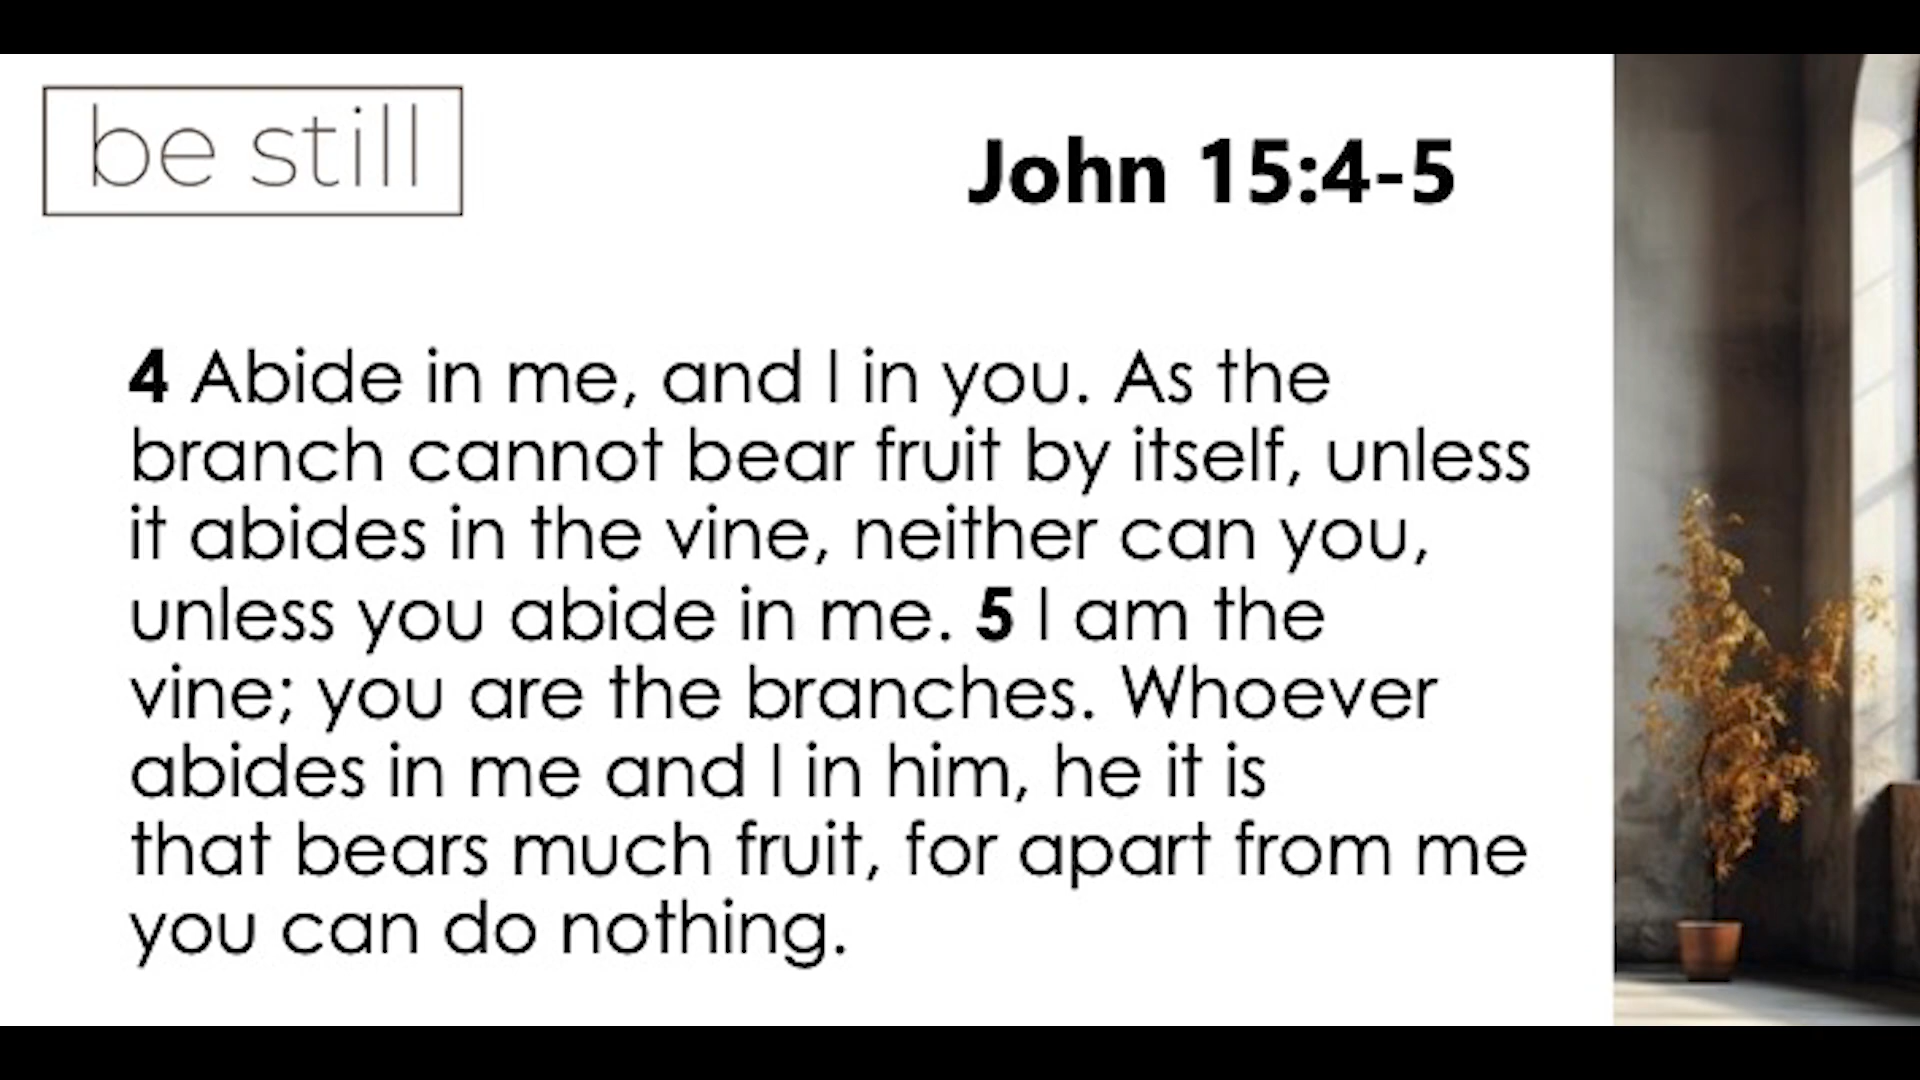 be still
John 15:4-5
4 Abide in me, and I in you. As the
branch cannot bear fruit by itself, unless
it abides in the vine, neither can you,
unless you abide in me. 5 I am the
vine; you are the branches. Whoever
abides in me and I in him, he it is
that bears much fruit, for apart from me
you can do nothing.